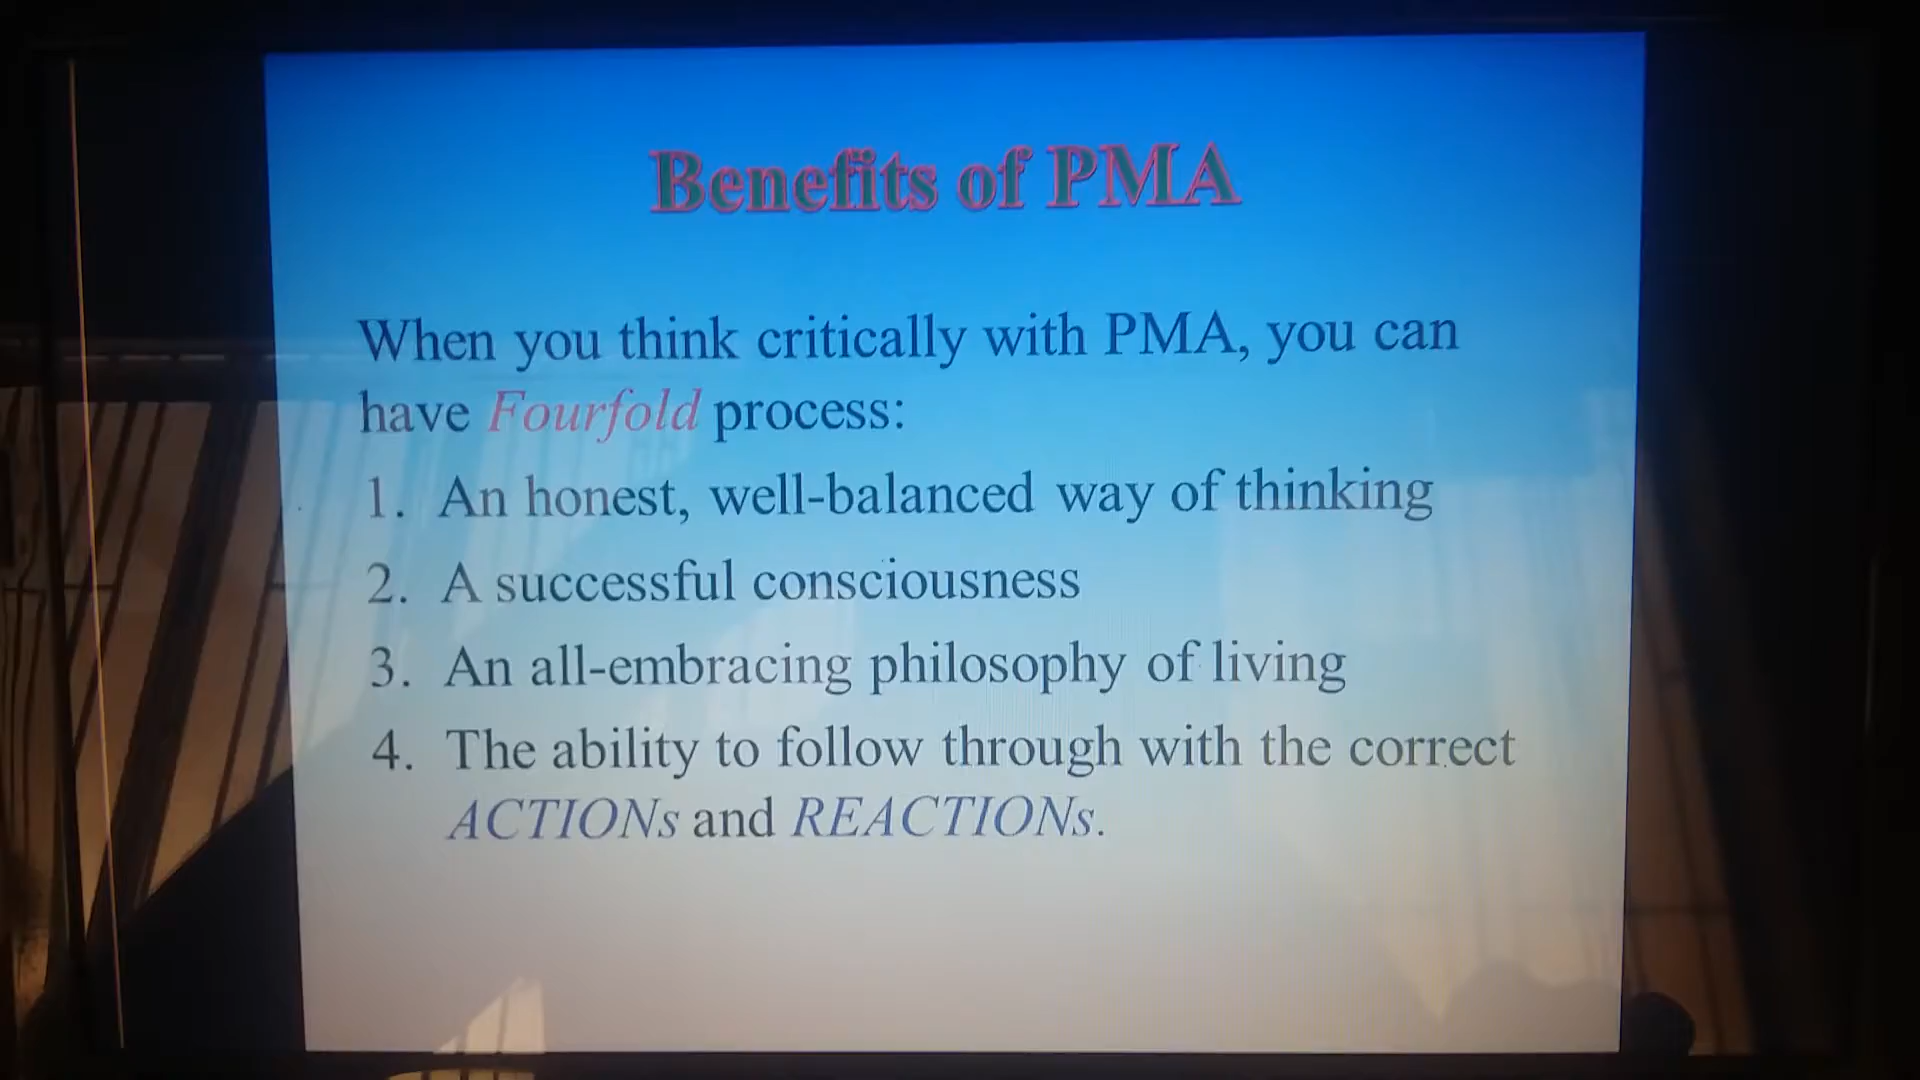 Benefits of PMA
When you think critically with PMA, you can
have Fourfold process:
1. An honest, well-balanced way of thinking
2. A successful consciousness
3. An all-embracing philosophy of living
4. The ability to follow through with the correct
ACTIONs and REACTIONs.